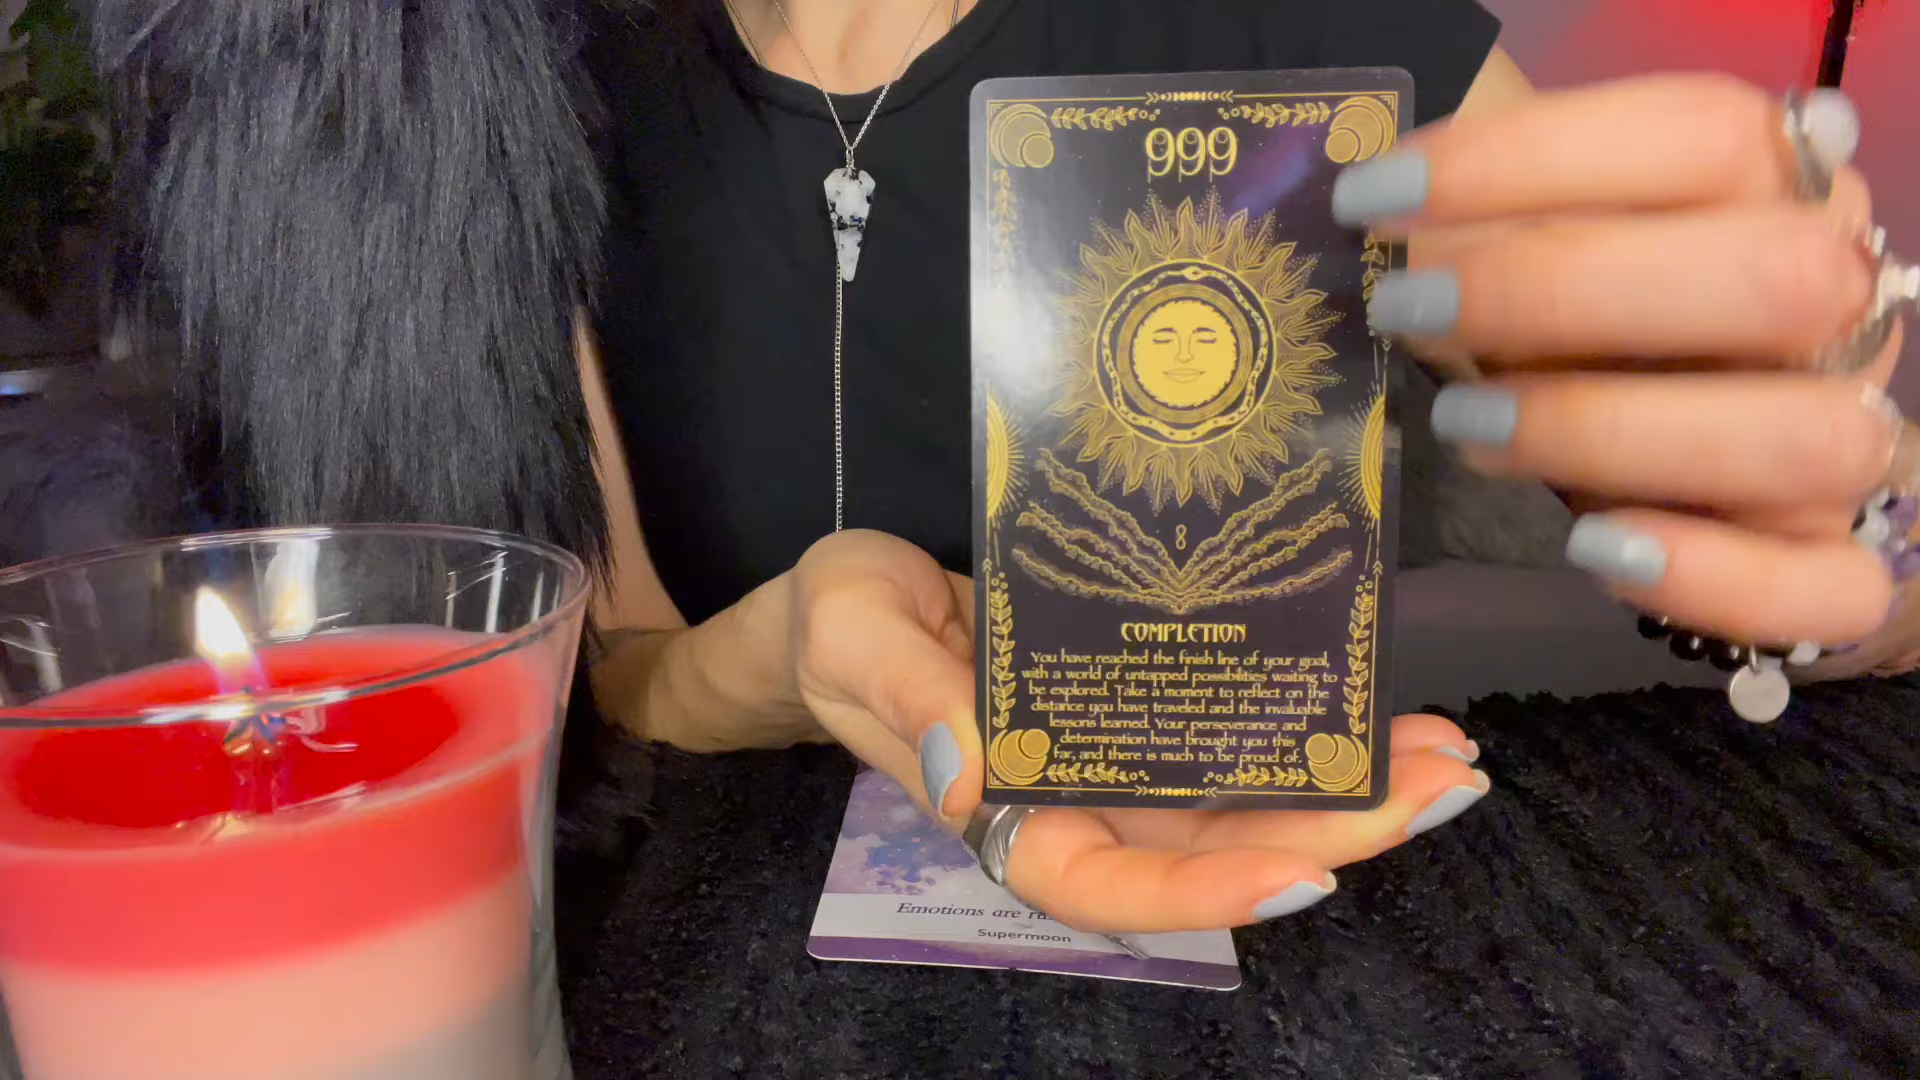 999
8
COMPLETION
You have reached the finish line of your goal,
with a world of untapped possibilities waiting to
be explored. Take a moment to reflect on the
distance you have traveled and the invaluable
lessons learned. Your perseverance and
determination have brought you this
far, and there is much to be proud of.
Emotions are
Supermoon